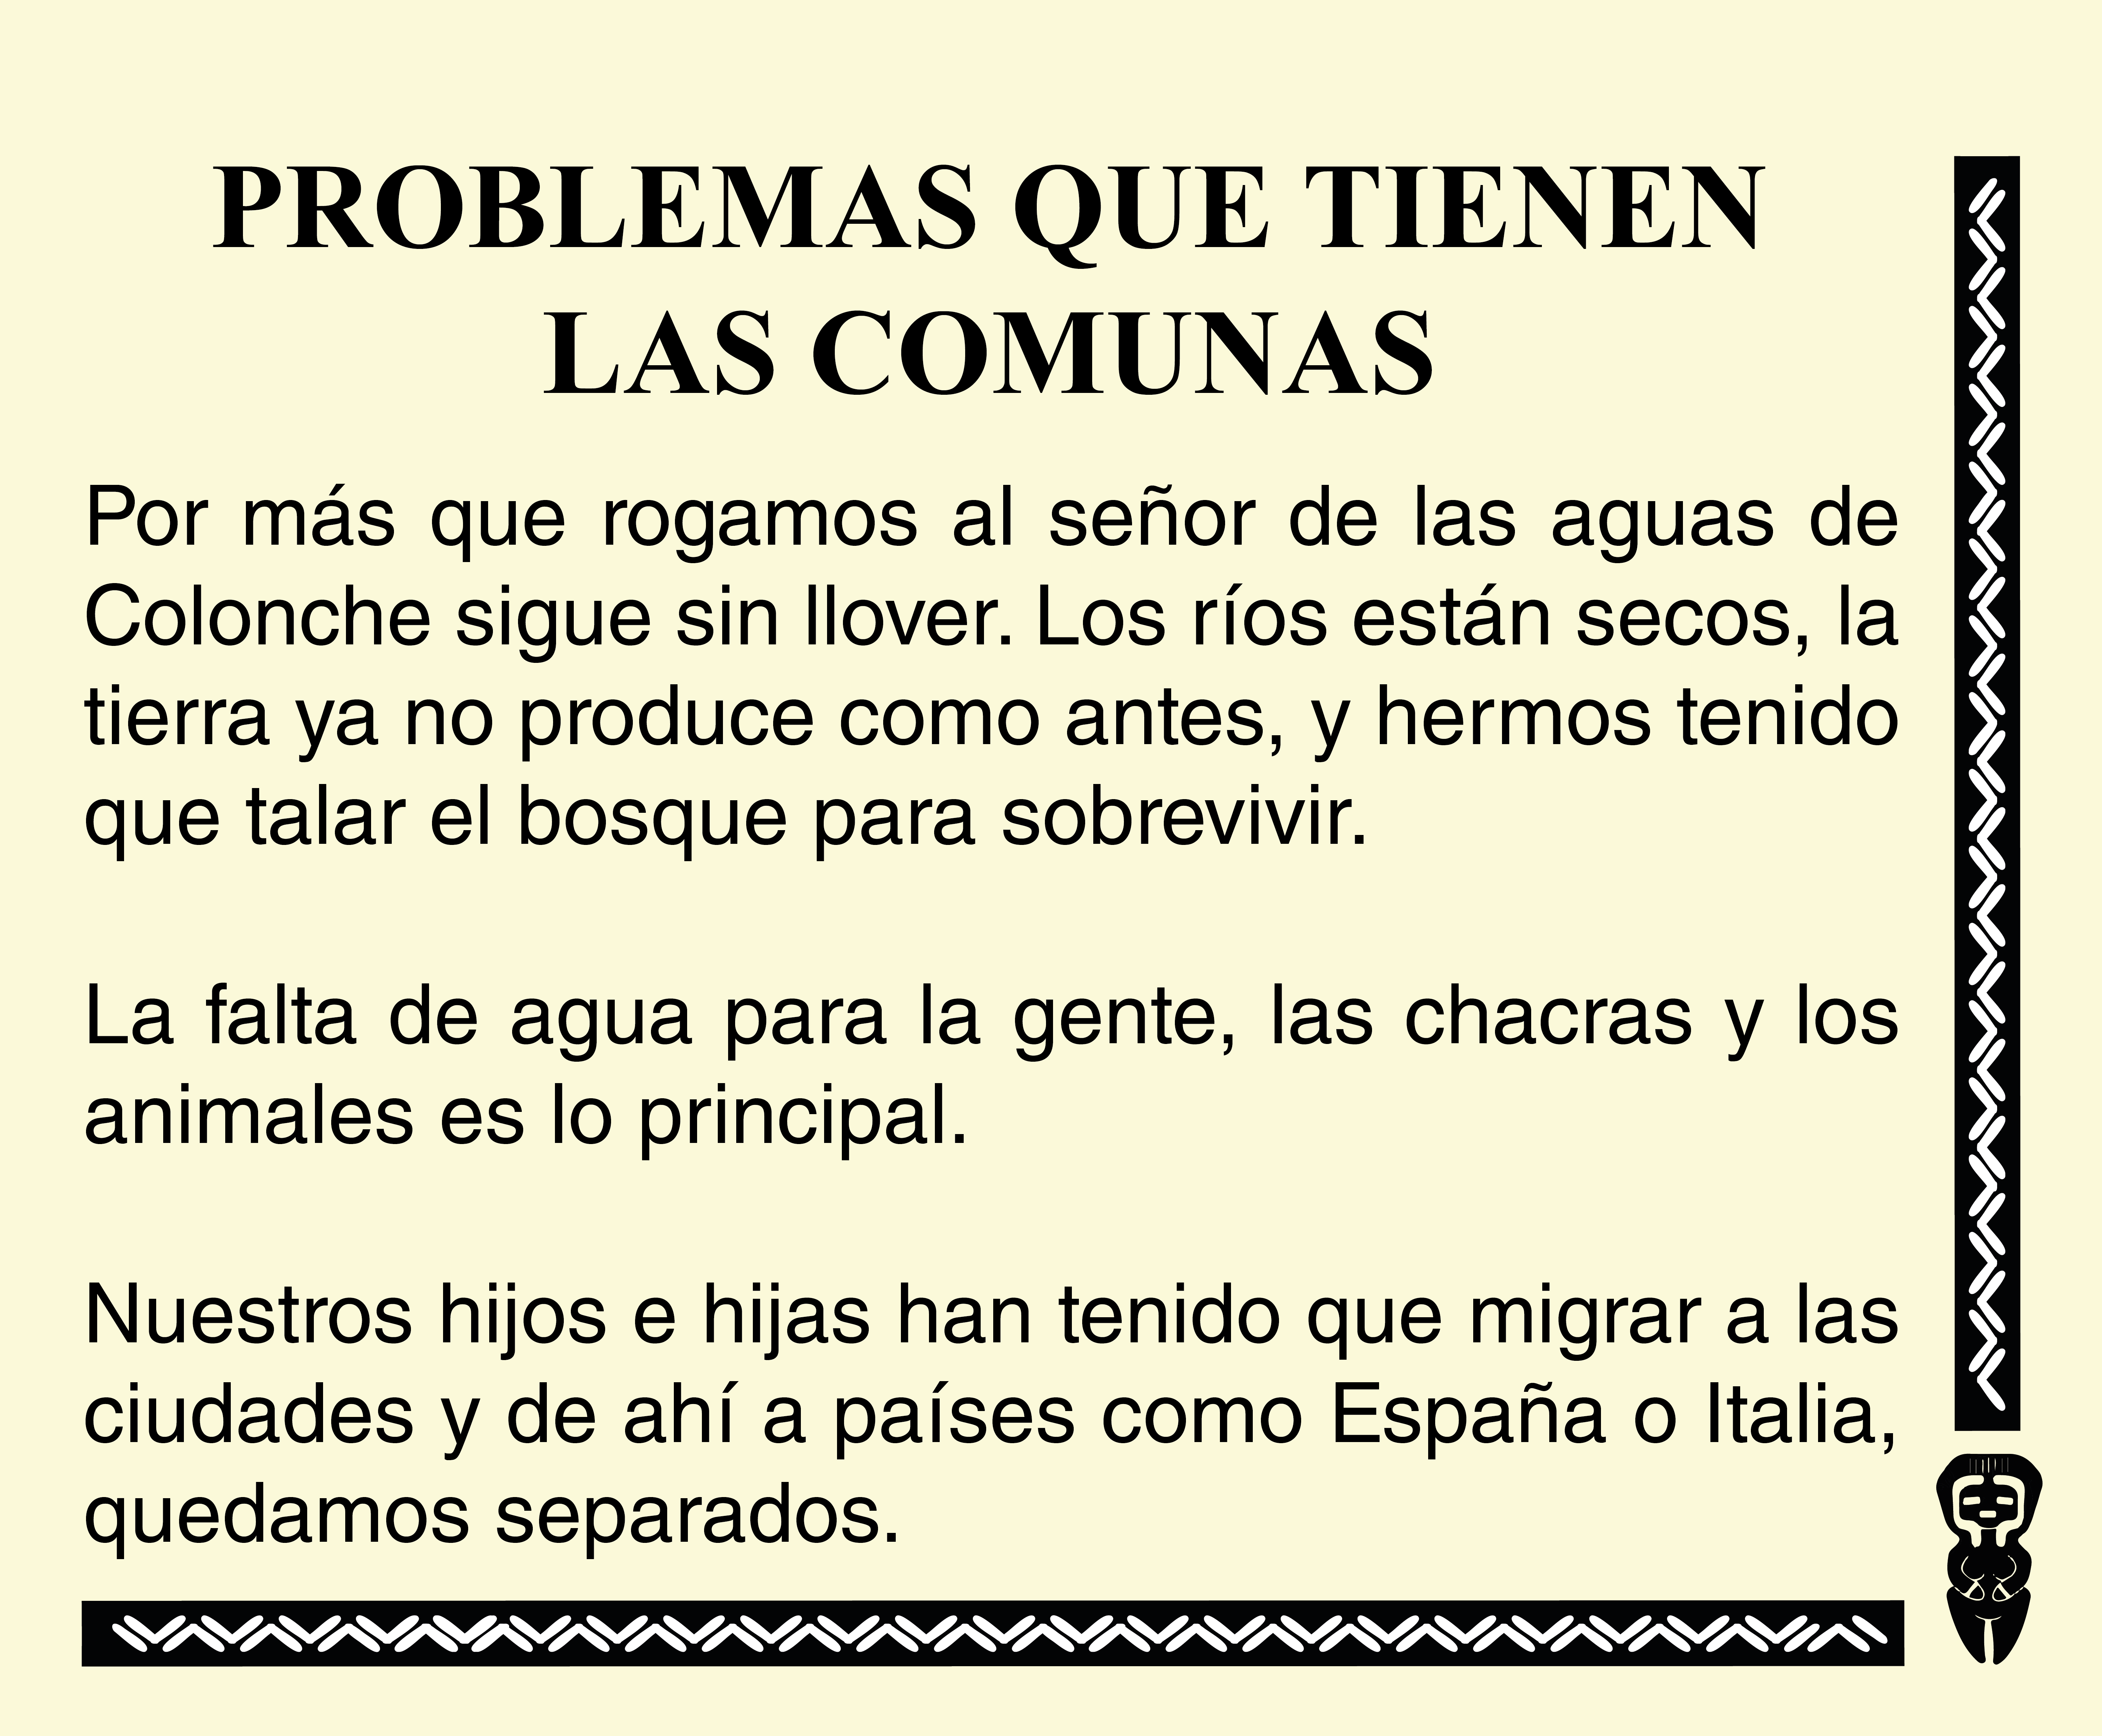 PROBLEMAS QUE TIENEN
LAS COMUNAS
Por más que rogamos al señor de las aguas de
Colonche sigue sin llover. Los ríos están secos, la
tierra ya no produce como antes, y hermos tenido
que talar el bosque para sobrevivir.
La falta de agua para la gente, las chacras y los
animales es lo principal.
Nuestros hijos e hijas han tenido que migrar a las
ciudades y de ahí a países como España o Italia,
quedamos separados.